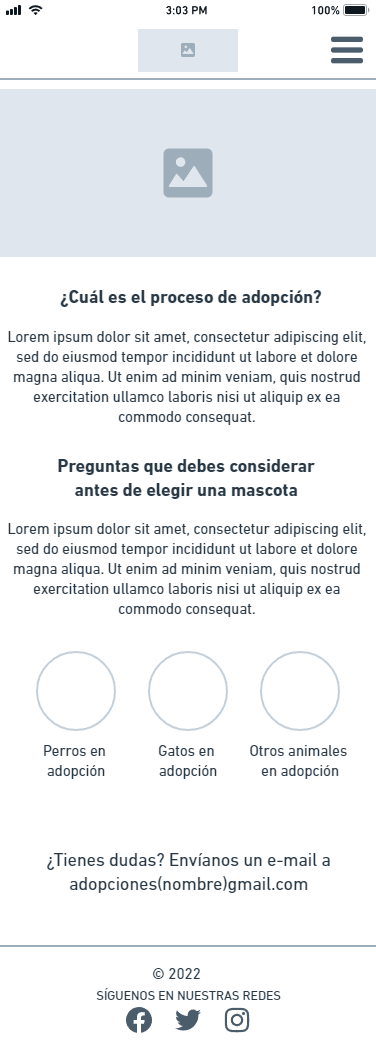 3:03 PM
100%
¿Cuál es el proceso de adopción?
Lorem ipsum dolor sit amet, consectetur adipiscing elit,
sed do eiusmod tempor incididunt ut labore et dolore
magna aliqua. Ut enim ad minim veniam, quis nostrud
exercitation ullamco laboris nisi ut aliquip ex ea
commodo consequat.
Preguntas que debes considerar
antes de elegir una mascota
Lorem ipsum dolor sit amet, consectetur adipiscing elit,
sed do eiusmod tempor incididunt ut labore et dolore
magna aliqua. Ut enim ad minim veniam, quis nostrud
exercitation ullamco laboris nisi ut aliquip ex ea
commodo consequat.
Perros en
adopción
Gatos en
adopción
Otros animales
en adopción
¿Tienes dudas? Envíanos un e-mail a
adopciones(nombre)gmail.com
© 2022
SÍGUENOS EN NUESTRAS REDES